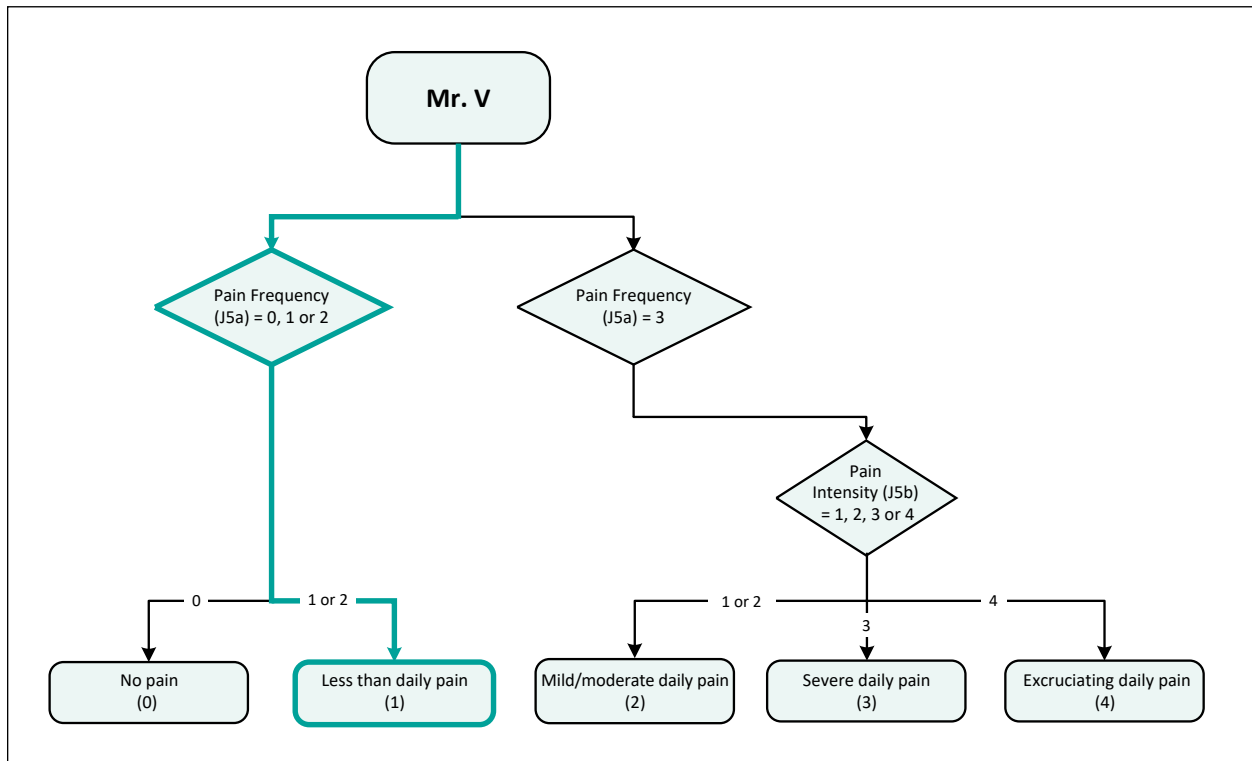 Mr. V
Pain Frequency
(J5a) = 0, 1 or 2
Pain Frequency
(J5a) = 3
Pain
Intensity (J5b)
= 1, 2, 3 or 4
0
1 or 2
1 or 2
3
4
No pain
(0)
Less than daily pain
(1)
Mild/moderate daily pain
(2)
Severe daily pain
(3)
Excruciating daily pain
(4)